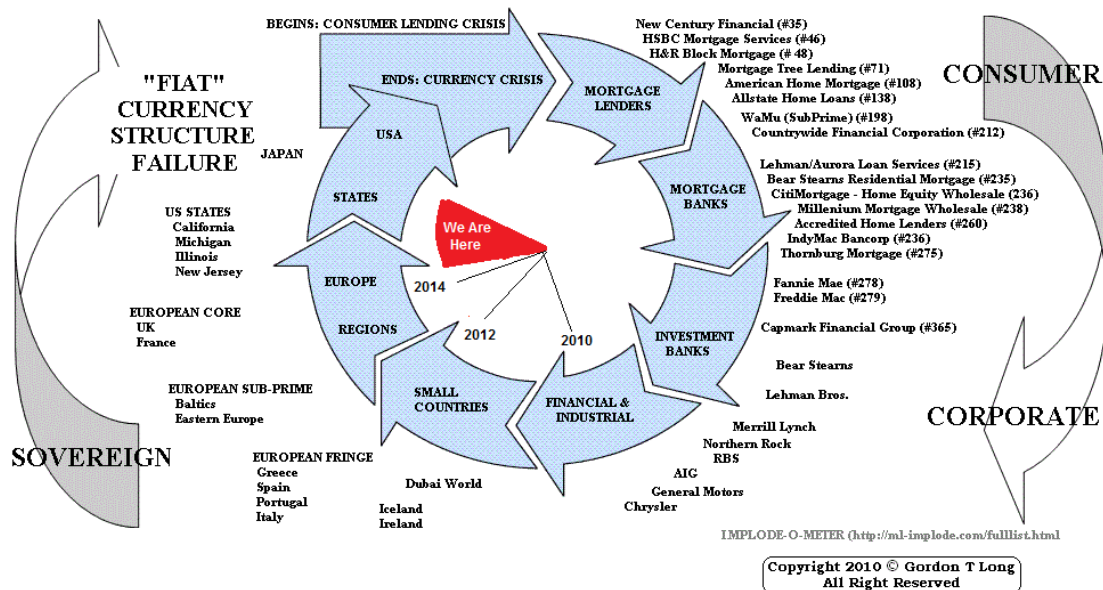 BEGINS: CONSUMER LENDING CRISIS
ENDS: CURRENCY CRISIS
"FIAT"
CURRENCY
STRUCTURE
FAILURE
CONSUMER
CORPORATE
SOVEREIGN
MORTGAGE
LENDERS
New Century Financial (#35)
HSBC Mortgage Services (#46)
H&R Block Mortgage (# 48)
Mortgage Tree Lending (#71)
American Home Mortgage (#108)
Allstate Home Loans (#138)
WaMu (SubPrime) (#198)
Countrywide Financial Corporation (#212)
MORTGAGE
BANKS
Lehman/Aurora Loan Services (#215)
Bear Stearns Residential Mortgage (#235)
CitiMortgage - Home Equity Wholesale (236)
Millenium Mortgage Wholesale (#238)
Accredited Home Lenders (#260)
IndyMac Bancorp (#236)
Thornburg Mortgage (#275)
Fannie Mae (#278)
Freddie Mac (#279)
Capmark Financial Group (#365)
INVESTMENT
BANKS
Bear Stearns
Lehman Bros.
Merrill Lynch
Northern Rock
RBS
AIG
General Motors
Chrysler
FINANCIAL &
INDUSTRIAL
SMALL
COUNTRIES
Dubai World
Iceland
Ireland
EUROPEAN FRINGE
Greece
Spain
Portugal
Italy
EUROPEAN SUB-PRIME
Baltics
Eastern Europe
EUROPEAN CORE
UK
France
EUROPE
REGIONS
US STATES
California
Michigan
Illinois
New Jersey
JAPAN
USA
STATES
We Are
Here
2014
2012
2010
IMPLODE-O-METER (http://ml-implode.com/fulllist.html
Copyright 2010 © Gordon T Long
All Right Reserved